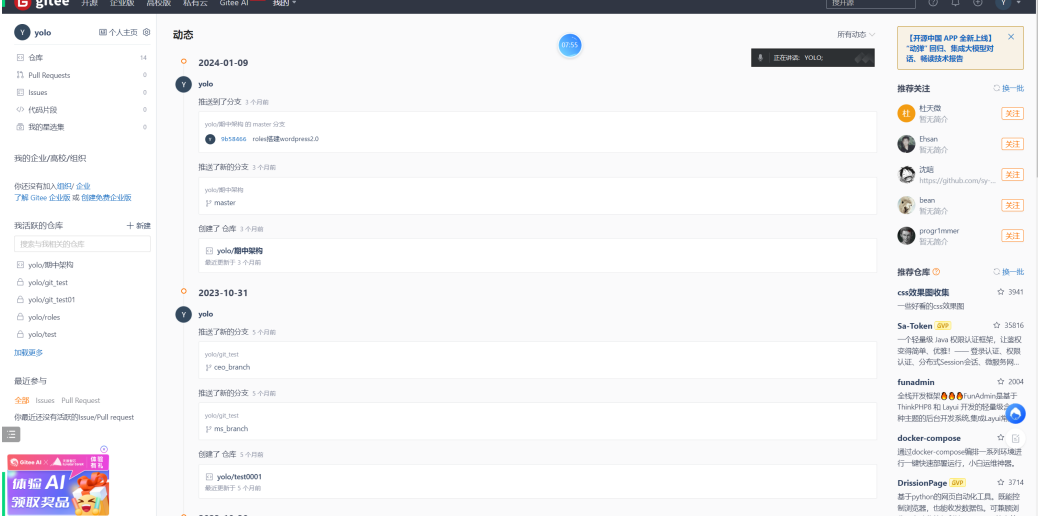 gitee 开源 企业版 高校版 私有云 Gitee AI 我的
搜开源
Y
Y yolo 个人主页
仓库 14
Pull Requests 0
Issues 0
代码片段 0
我的星选集 0
我的企业/高校/组织
你还没有加入组织/ 企业
了解 Gitee 企业版 或 创建免费企业版
我活跃的仓库 + 新建
搜索与我相关的仓库
yolo/期中架构
yolo/git_test
yolo/git_test01
yolo/roles
yolo/test
加载更多
最近参与
全部 Issues Pull Request
你最近还没有活跃的Issue/Pull request
Gitee AI ×
体验有礼
体验 AI
领取奖品
动态
所有动态
07:55
正在讲话: YOLO;
2024-01-09
Y yolo
推送到了分支 3 个月前
yolo/期中架构 的 master 分支
Y 9b58466 roles搭建wordpress2.0
推送了新的分支 3 个月前
yolo/期中架构
master
创建了 仓库 3 个月前
yolo/期中架构
最近更新于 3 个月前
2023-10-31
Y yolo
推送了新的分支 5 个月前
yolo/git_test
ceo_branch
推送了新的分支 5 个月前
yolo/git_test
ms_branch
创建了 仓库 5 个月前
yolo/test0001
最近更新于 5 个月前
【开源中国 APP 全新上线】
“动弹” 回归、集成大模型对
话、畅读技术报告
推荐关注 换一批
杜 杜天微 关注
暂无简介
Ehsan 关注
暂无简介
沈唁 关注
https://github.com/sy-...
bean 关注
暂无简介
progr1mmer 关注
暂无简介
推荐仓库 换一批
css效果图收集 3941
一些好看的css效果图
Sa-Token GVP 35816
一个轻量级 Java 权限认证框架，让鉴权
变得简单、优雅！—— 登录认证、权限
认证、分布式Session会话、微服务网...
funadmin 2004
全栈开发框架🔥🔥🔥FunAdmin是基于
ThinkPHP8 和 Layui 开发的轻量级
种主题的后台开发系统,集成Layui常
docker-compose
通过docker-compose编排一系列环境进
行一键快速部署运行，小白运维神器。
DrissionPage GVP 3714
基于python的网页自动化工具。既能控
制浏览器，也能收发数据包。可兼顾浏